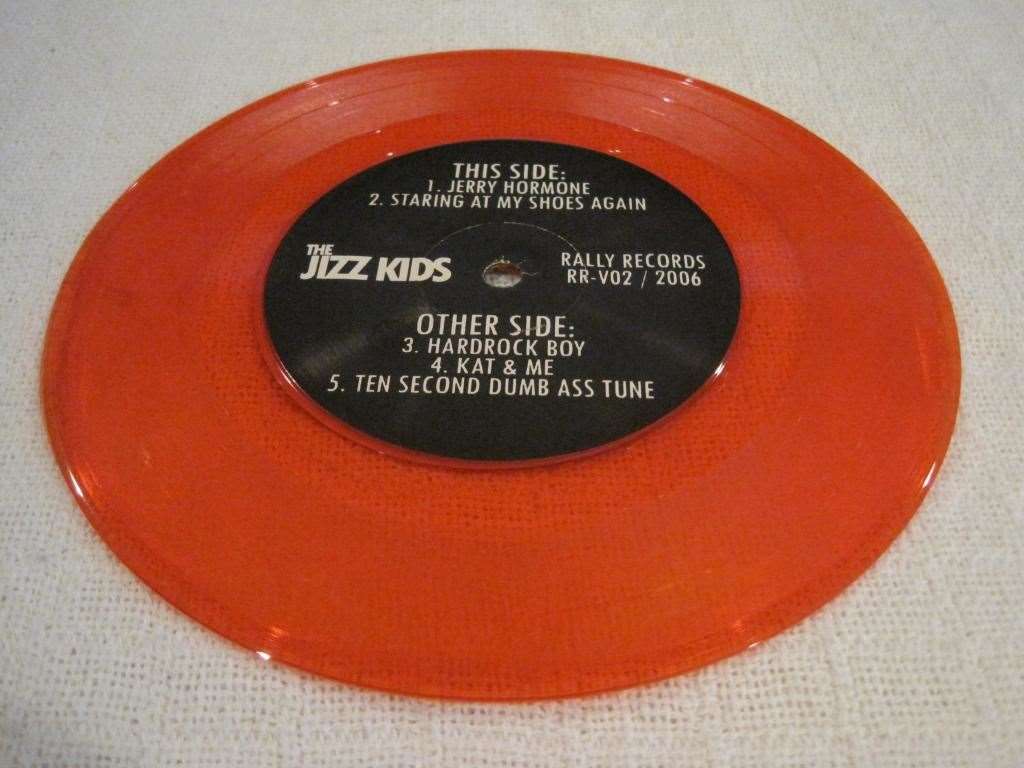 THIS SIDE:
1. JERRY HORMONE
2. STARING AT MY SHOES AGAIN
THE
JIZZ KIDS
RALLY RECORDS
RR-V02 / 2006
OTHER SIDE:
3. HARDROCK BOY
4. KAT & ME
5. TEN SECOND DUMB ASS TUNE